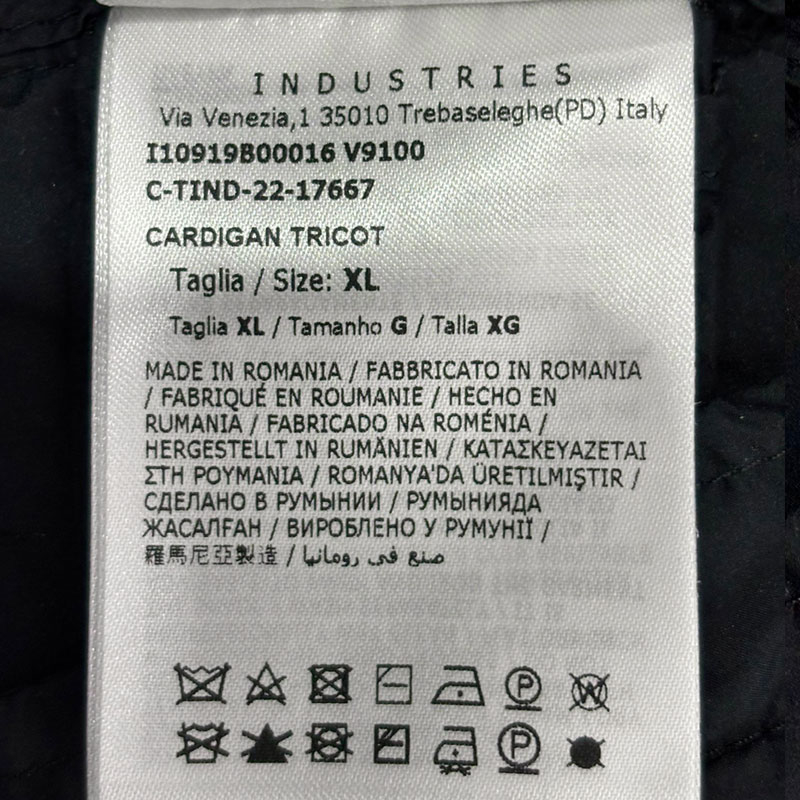 INDUSTRIES
Via Venezia,1 35010 Trebaseleghe(PD) Italy
I10919B00016 V9100
C-TIND-22-17667
CARDIGAN TRICOT
Taglia / Size: XL
Taglia XL / Tamanho G / Talla XG
MADE IN ROMANIA / FABBRICATO IN ROMANIA
/ FABRIQUÉ EN ROUMANIE / HECHO EN
RUMANIA / FABRICADO NA ROMÉNIA /
HERGESTELLT IN RUMÄNIEN / ΚΑΤΑΣΚΕΥΑΖΕΤΑΙ
ΣΤΗ ΡΟΥΜΑΝΙΑ / ROMANYA'DA ÜRETILMIŞTIR /
СДЕЛАНО В РУМЫНИИ / РУМЫНИЯДА
ЖАСАЛҒАН / ВИРОБЛЕНО У РУМУНІЇ /
羅馬尼亞製造 / صنع في رومانيا
P W
P